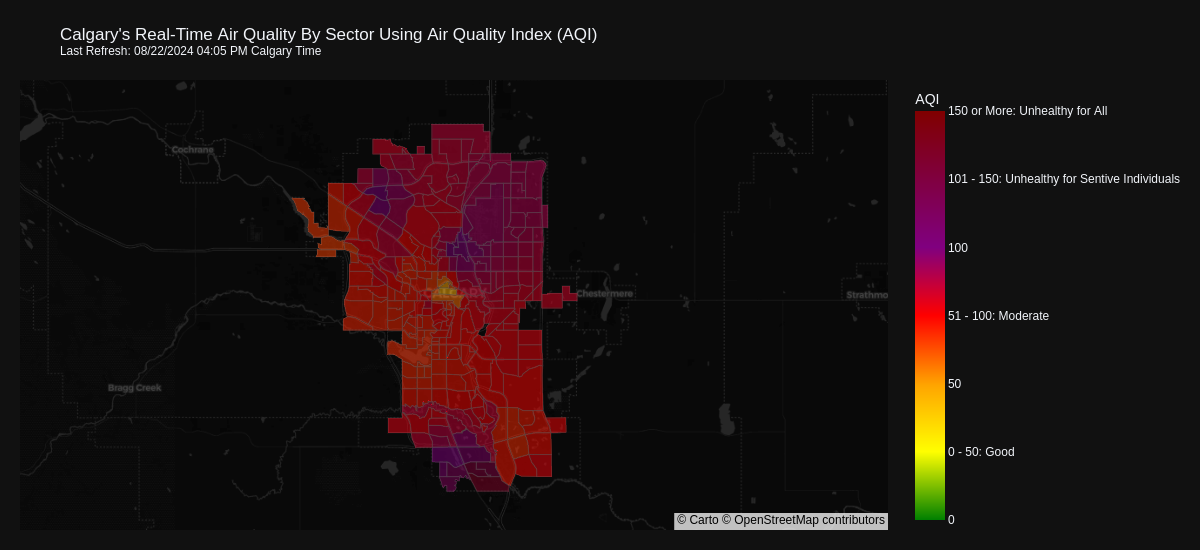 Calgary's Real-Time Air Quality By Sector Using Air Quality Index (AQI)
Last Refresh: 08/22/2024 04:05 PM Calgary Time
AQI
150 or More: Unhealthy for All
Cochrane
101 - 150: Unhealthy for Sentive Individuals
100
CALGARY
Chestermere
Strathmo
51 - 100: Moderate
50
Bragg Creek
0 - 50: Good
0
© Carto © OpenStreetMap contributors